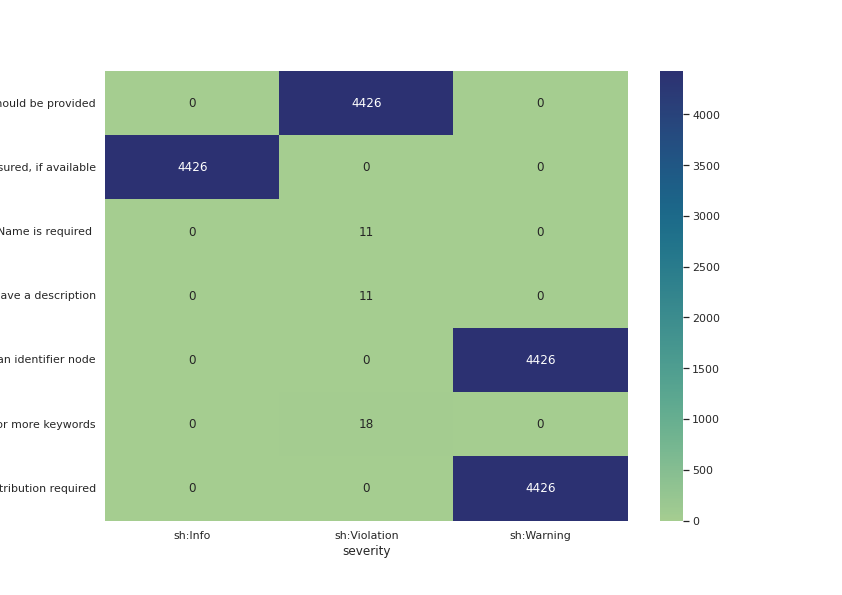 ould be provided 0 4426 0 4000
sured, if available 4426 0 0 3500
Name is required 0 11 0 3000
2500
ave a description 0 11 0 2000
an identifier node 0 0 4426 1500
or more keywords 0 18 0 1000
500
tribution required 0 0 4426 0
sh:Info sh:Violation sh:Warning
severity